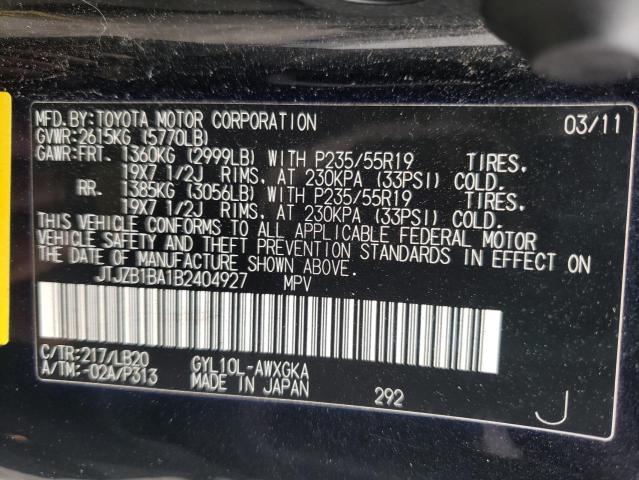 MFD.BY:TOYOTA MOTOR CORPORATION 03/11
GVWR:2615KG (5770LB)
GAWR:FRT. 1360KG (2999LB) WITH P235/55R19 TIRES,
19X7 1/2J RIMS, AT 230KPA (33PSI) COLD.
RR. 1385KG (3056LB) WITH P235/55R19 TIRES,
19X7 1/2J RIMS, AT 230KPA (33PSI) COLD.
THIS VEHICLE CONFORMS TO ALL APPLICABLE FEDERAL MOTOR
VEHICLE SAFETY AND THEFT PREVENTION STANDARDS IN EFFECT ON
THE DATE OF MANUFACTURE SHOWN ABOVE.
JTJZB1BA1B2404927 MPV
C/TR:217/LB20 GYL10L-AWXGKA
A/TM:-02A/P313 MADE IN JAPAN 292 J